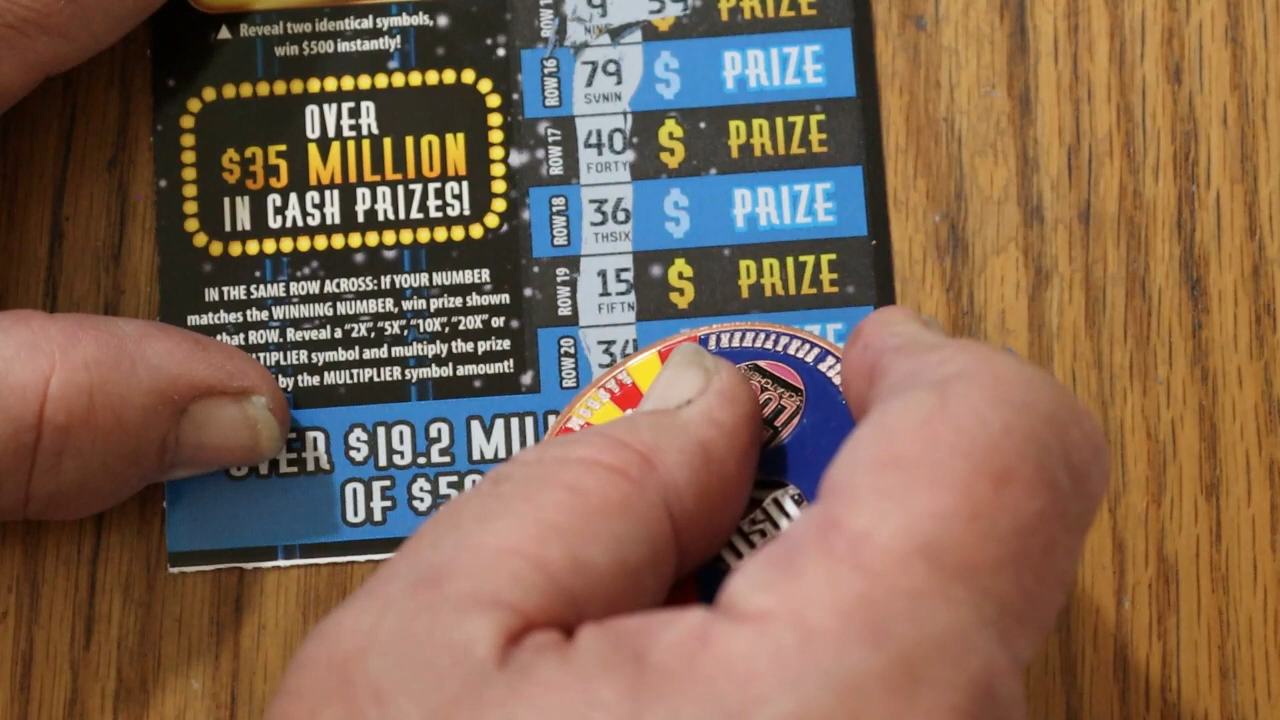 ▲ Reveal two identical symbols,
win $500 instantly!
OVER
$35 MILLION
IN CASH PRIZES!
IN THE SAME ROW ACROSS: If YOUR NUMBER
matches the WINNING NUMBER, win prize shown
that ROW. Reveal a "2X", "5X", "10X", "20X" or
MULTIPLIER symbol and multiply the prize
by the MULTIPLIER symbol amount!
OVER $19.2
OF
9 59 PRIZE
ROW 16 79 SVNIN $ PRIZE
ROW 17 40 FORTY $ PRIZE
ROW 18 36 THSIX $ PRIZE
ROW 19 15 FIFTN $ PRIZE
ROW 20 34